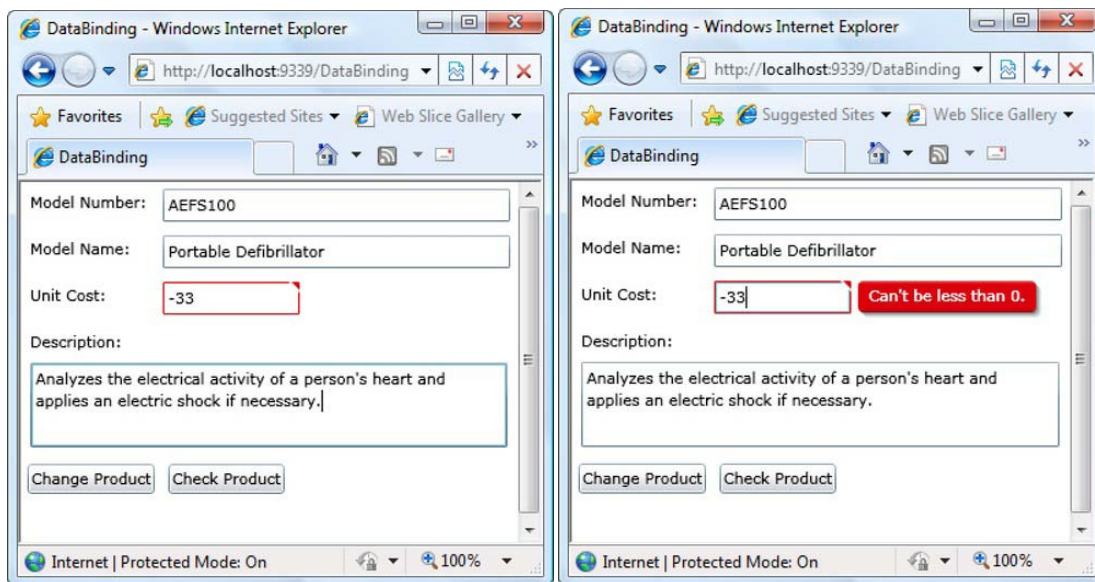 DataBinding - Windows Internet Explorer
http://localhost:9339/DataBinding
Favorites Suggested Sites Web Slice Gallery
DataBinding
Model Number: AEFS100
Model Name: Portable Defibrillator
Unit Cost: -33
Description:
Analyzes the electrical activity of a person's heart and
applies an electric shock if necessary.
Change Product Check Product
Internet | Protected Mode: On 100%
DataBinding - Windows Internet Explorer
http://localhost:9339/DataBinding
Favorites Suggested Sites Web Slice Gallery
DataBinding
Model Number: AEFS100
Model Name: Portable Defibrillator
Unit Cost: -33 Can't be less than 0.
Description:
Analyzes the electrical activity of a person's heart and
applies an electric shock if necessary.
Change Product Check Product
Internet | Protected Mode: On 100%